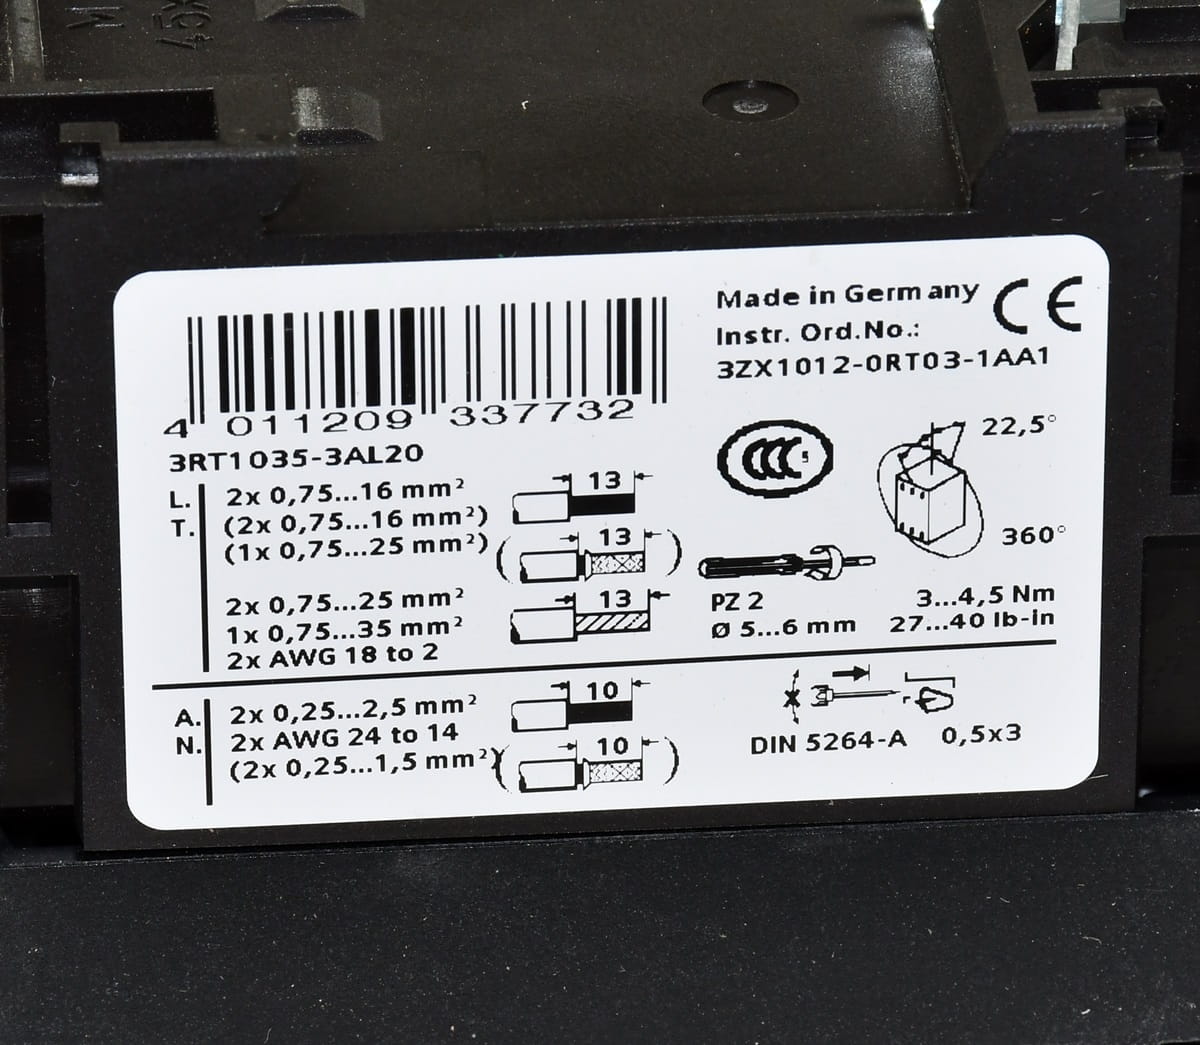 Made in Germany
CE
Instr. Ord.No.:
3ZX1012-0RT03-1AA1
4 011209 337732
3RT1035-3AL20
CCC S
22,5°
360°
L.
T.
2x 0,75...16 mm²
13
(2x 0,75...16 mm²)
(1x 0,75...25 mm²)
13
2x 0,75...25 mm²
13
1x 0,75...35 mm²
2x AWG 18 to 2
PZ 2
3...4,5 Nm
Ø 5...6 mm
27...40 lb-in
A.
N.
2x 0,25...2,5 mm²
10
2x AWG 24 to 14
(2x 0,25...1,5 mm²)
10
DIN 5264-A
0,5x3